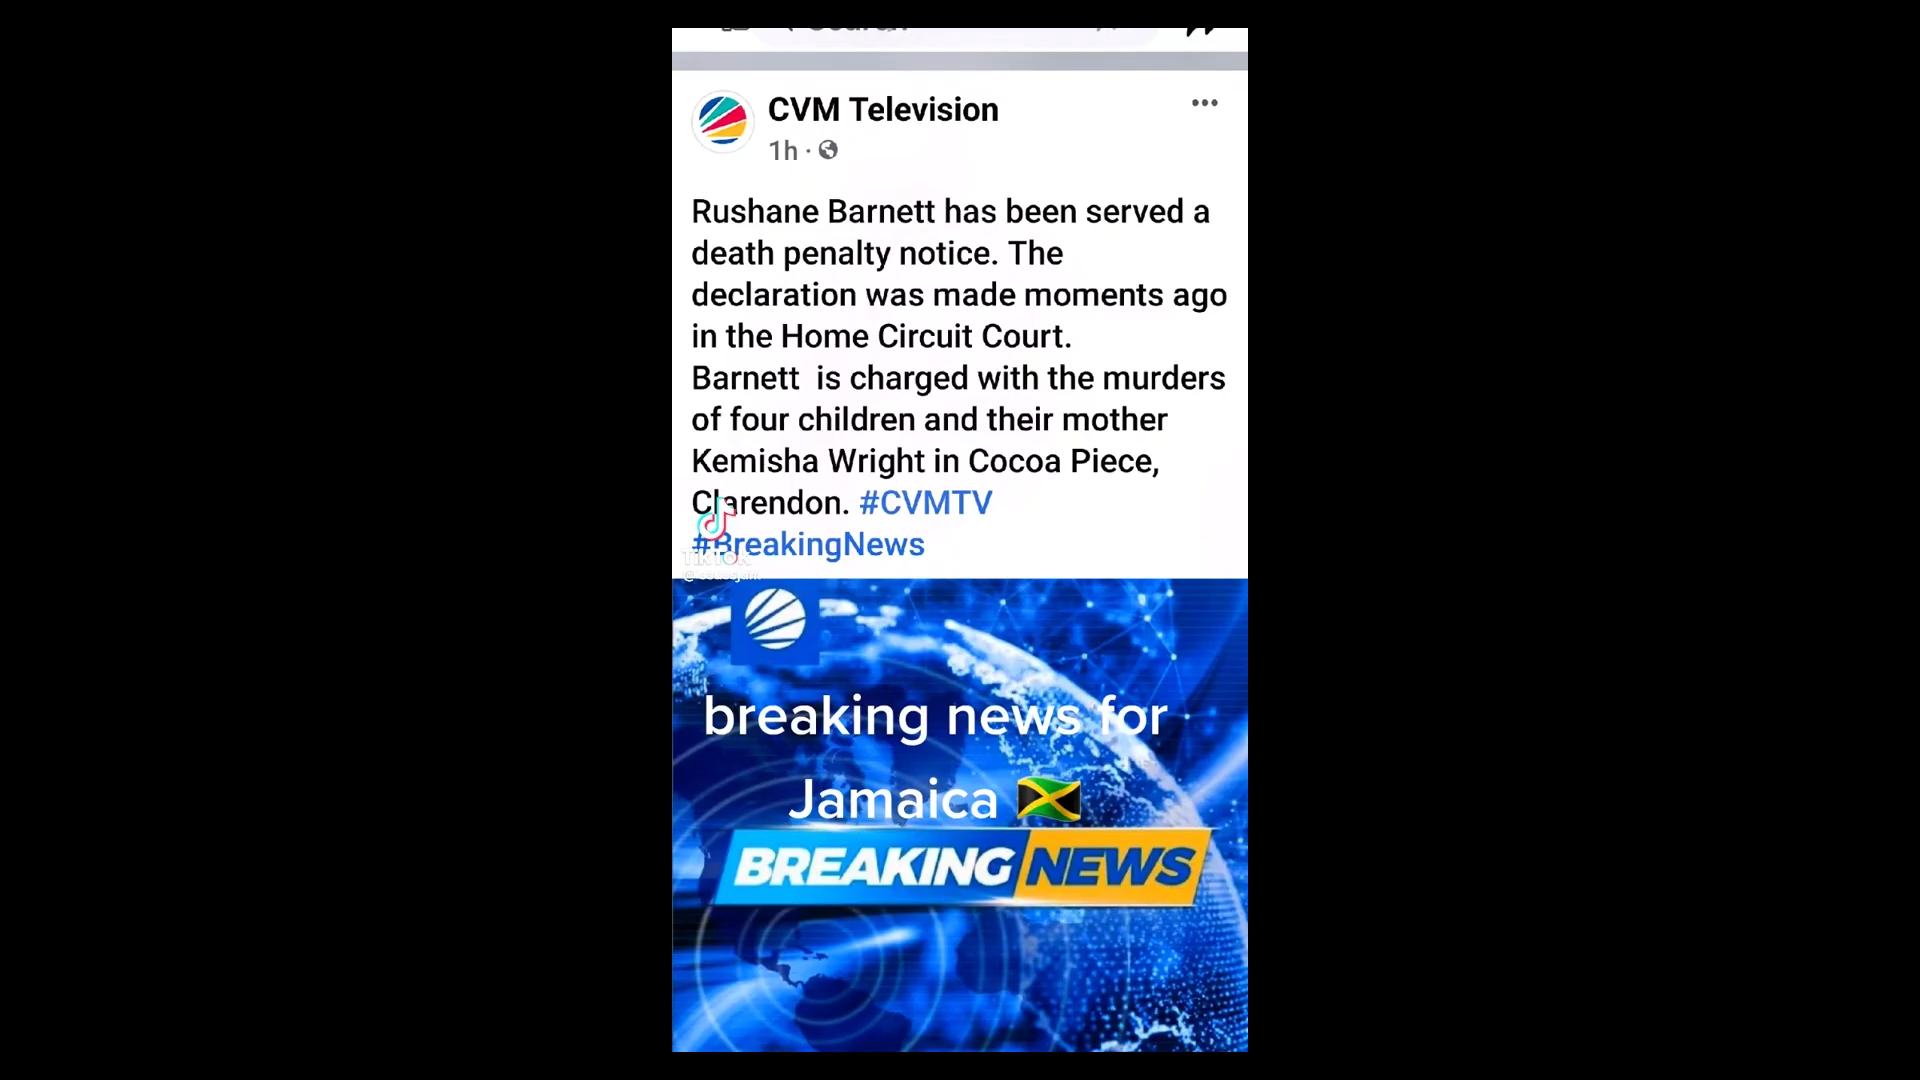 CVM Television
1h ·
Rushane Barnett has been served a
death penalty notice. The
declaration was made moments ago
in the Home Circuit Court.
Barnett is charged with the murders
of four children and their mother
Kemisha Wright in Cocoa Piece,
Clarendon. #CVMTV
#BreakingNews
TikTok
breaking news for
Jamaica 🇯🇲
BREAKING NEWS